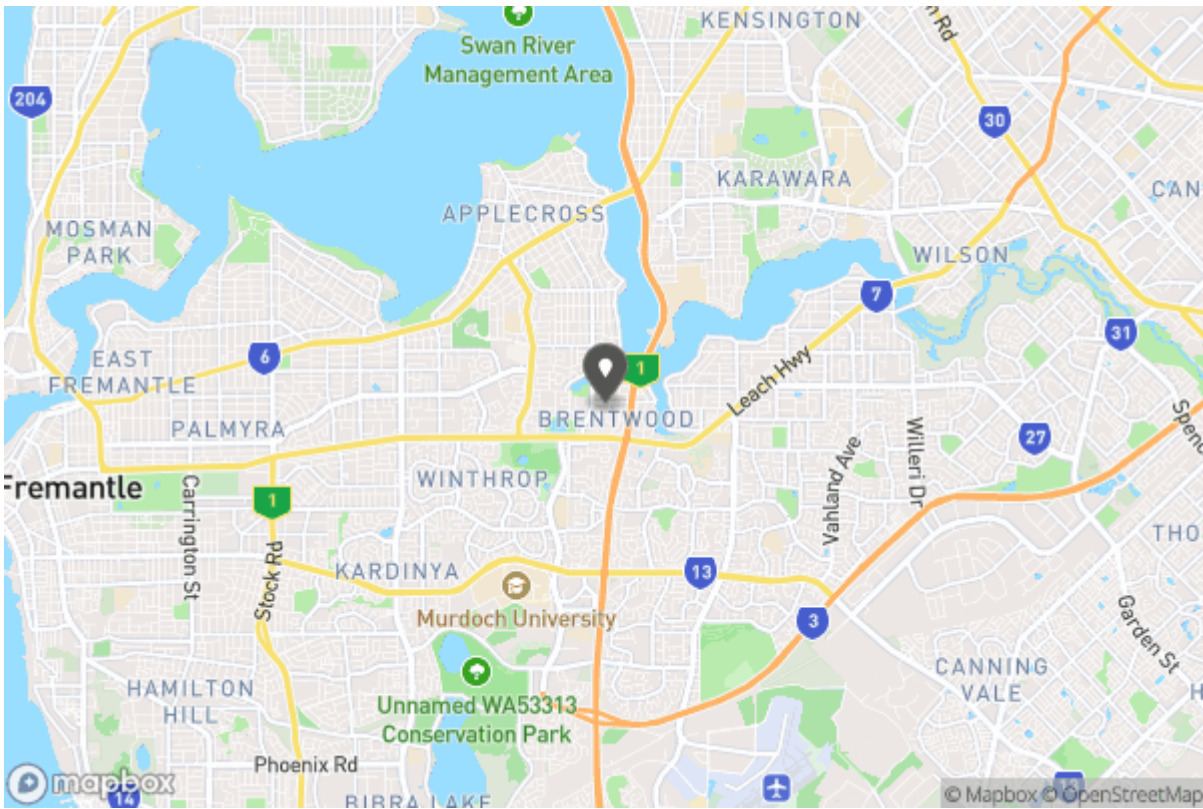 KENSINGTON
Swan River
Management Area
204
30
KARAWARA
CAN
APPLECROSS
MOSMAN
PARK
WILSON
7
31
EAST
FREMANTLE
6
1
Leach Hwy
BRENTWOOD
PALMYRA
Willeri Dr
27
Vahland Ave
WINTHROP
Fremantle
Carrington St
1
Stock Rd
THO
KARDINYA
13
Murdoch University
3
Garden St
HAMILTON
HILL
Unnamed WA53313
Conservation Park
CANNING
VALE
H
Phoenix Rd
14
BIBRA LAKE
mapbox
© Mapbox © OpenStreetMap